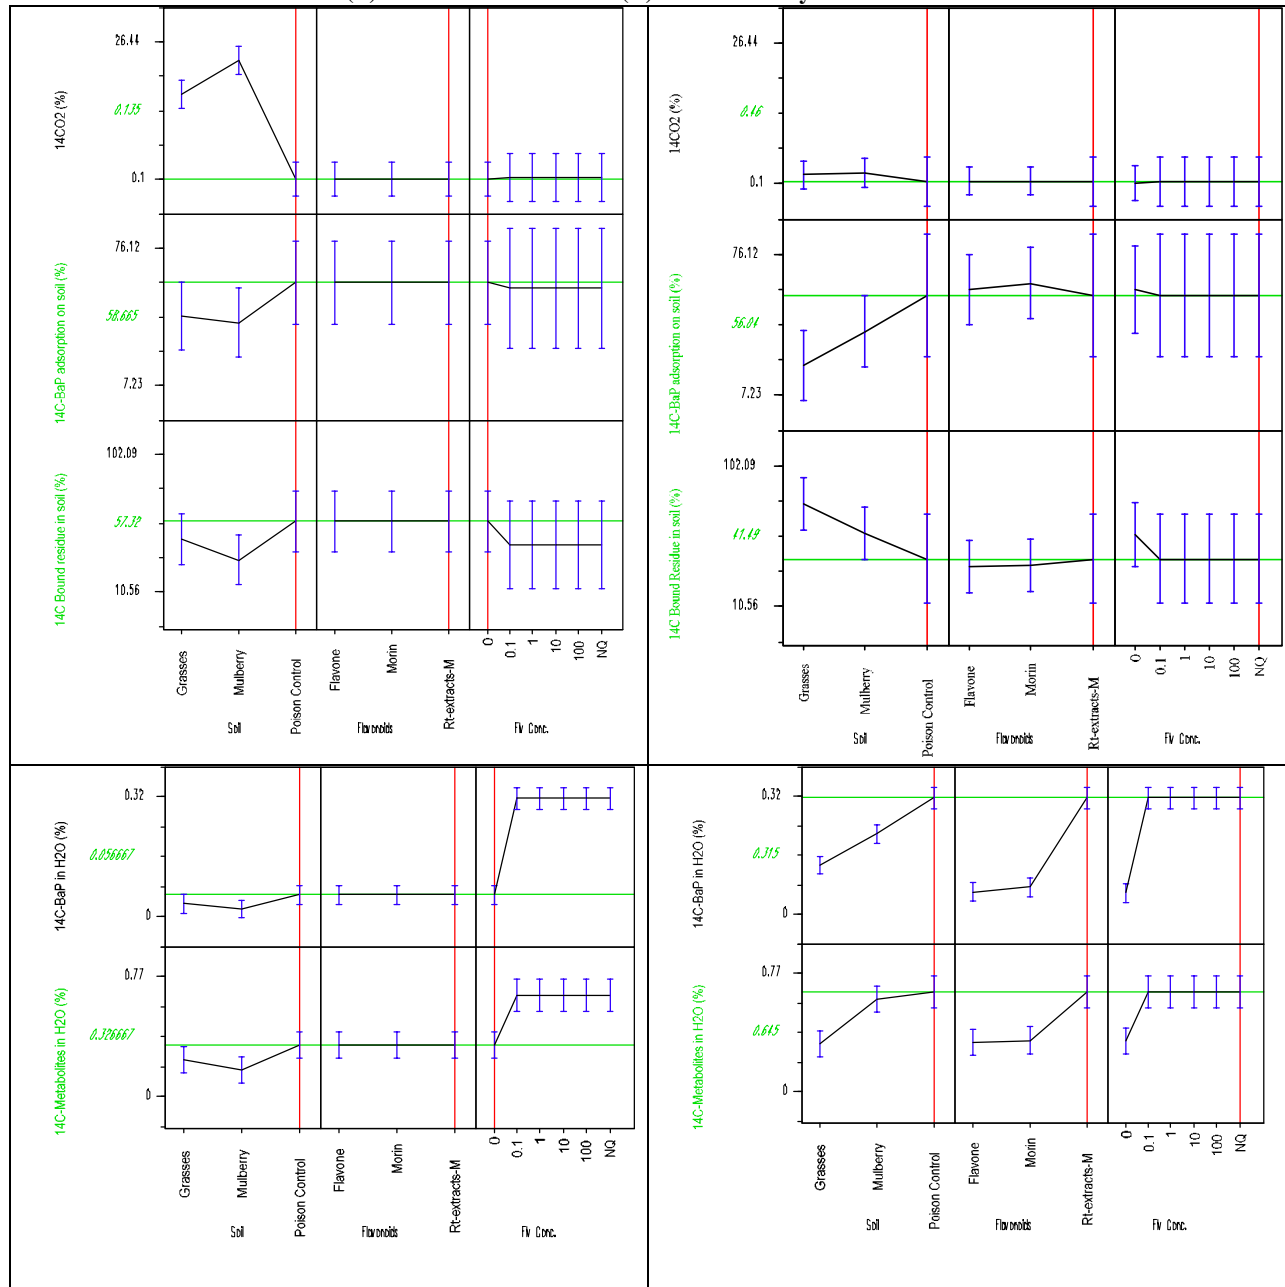 14CO2 (%)
26.44
0.135
0.1
14C-BaP adsorption on soil (%)
76.12
58.665
7.23
14C Bound residue in soil (%)
102.09
57.32
10.56
Grasses
Mulberry
Poison Control
Flavone
Morin
Rt-extracts-M
0
0.1
1
10
100
NQ
Soil
Flavonoids
Flv Conc.
14CO2 (%)
26.44
0.46
0.1
14C-BaP adsorption on soil (%)
76.12
56.04
7.23
14C Bound Residue in soil (%)
102.09
41.49
10.56
Grasses
Mulberry
Poison Control
Flavone
Morin
Rt-extracts-M
0
0.1
1
10
100
NQ
Soil
Flavonoids
Flv Conc.
14C-BaP in H2O (%)
0.32
0.056667
0
14C-Metabolites in H2O (%)
0.77
0.326667
0
Grasses
Mulberry
Poison Control
Flavone
Morin
Rt-extracts-M
0
0.1
1
10
100
NQ
Soil
Flavonoids
Flv Conc.
14C-BaP in H2O (%)
0.32
0.315
0
14C-Metabolites in H2O (%)
0.77
0.645
0
Grasses
Mulberry
Poison Control
Flavone
Morin
Rt-extracts-M
0
0.1
1
10
100
NQ
Soil
Flavonoids
Flv Conc.